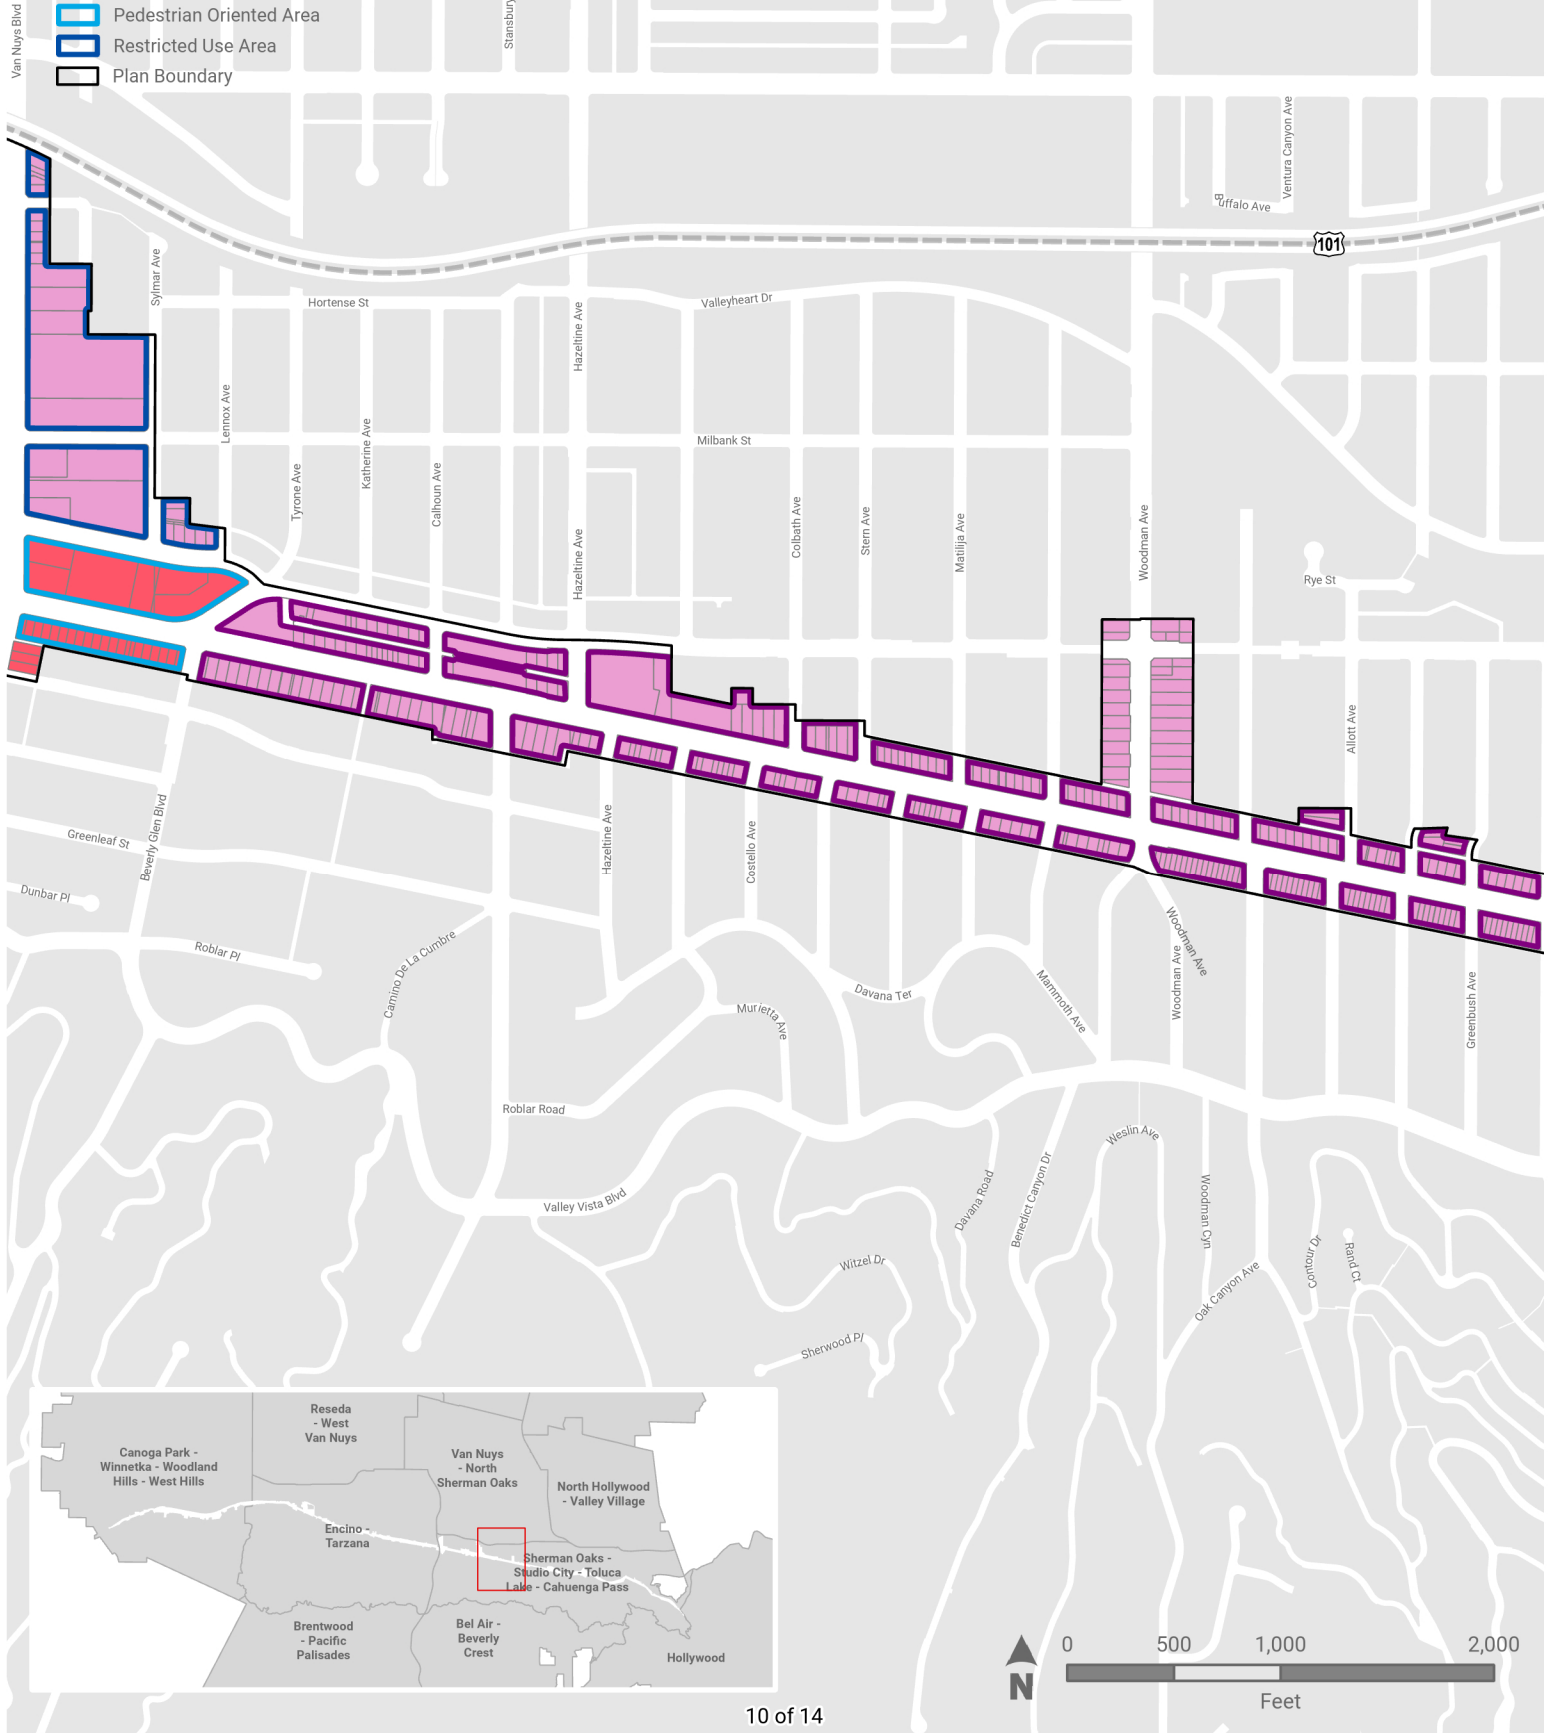 Pedestrian Oriented Area
Restricted Use Area
Plan Boundary
Van Nuys Blvd
Stansbury
Ventura Canyon Ave
Buffalo Ave
101
Sylmar Ave
Hortense St
Hazeltine Ave
Valleyheart Dr
Lennox Ave
Katherine Ave
Milbank St
Tyrone Ave
Calhoun Ave
Hazeltine Ave
Colbath Ave
Stern Ave
Matilija Ave
Woodman Ave
Rye St
Allott Ave
Beverly Glen Blvd
Greenleaf St
Hazeltine Ave
Costello Ave
Dunbar Pl
Roblar Pl
Camino De La Cumbre
Davana Ter
Murietta Ave
Mammoth Ave
Woodman Ave
Woodman Ave
Greenbush Ave
Roblar Road
Weslin Ave
Valley Vista Blvd
Davana Road
Benedict Canyon Dr
Woodman Cyn
Witzel Dr
Contour Dr
Rand Ct
Oak Canyon Ave
Sherwood Pl
Reseda
- West
Van Nuys
Canoga Park -
Winnetka - Woodland
Hills - West Hills
Van Nuys
- North
Sherman Oaks
North Hollywood
- Valley Village
Encino -
Tarzana
Sherman Oaks -
Studio City - Toluca
Lake - Cahuenga Pass
Brentwood
- Pacific
Palisades
Bel Air -
Beverly
Crest
Hollywood
N
0 500 1,000 2,000
Feet
10 of 14